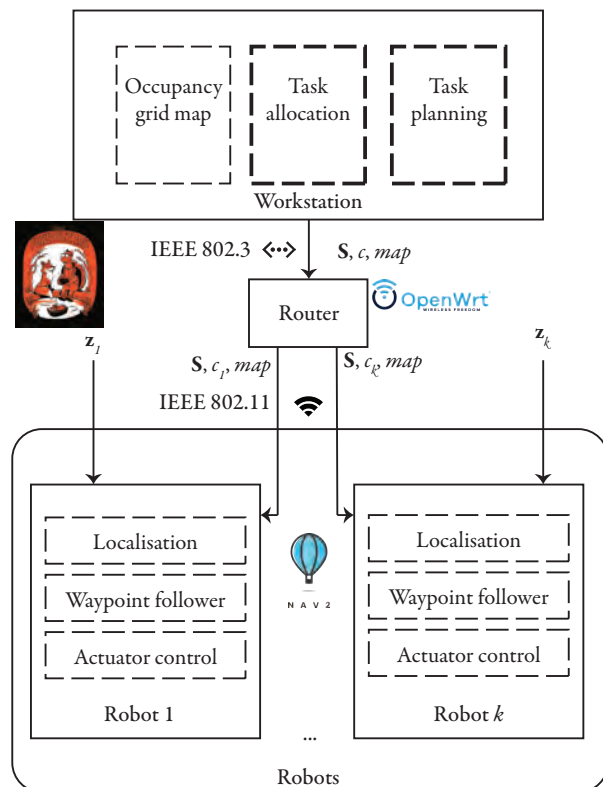 Occupancy
grid map
Task
allocation
Task
planning
Workstation
IEEE 802.3
S, c, map
Router
OpenWrt
WIRELESS FREEDOM
z₁
S, c₁, map
S, cₖ, map
zₖ
IEEE 802.11
Localisation
Waypoint follower
Actuator control
Robot 1
NAV2
Localisation
Waypoint follower
Actuator control
Robot k
...
Robots